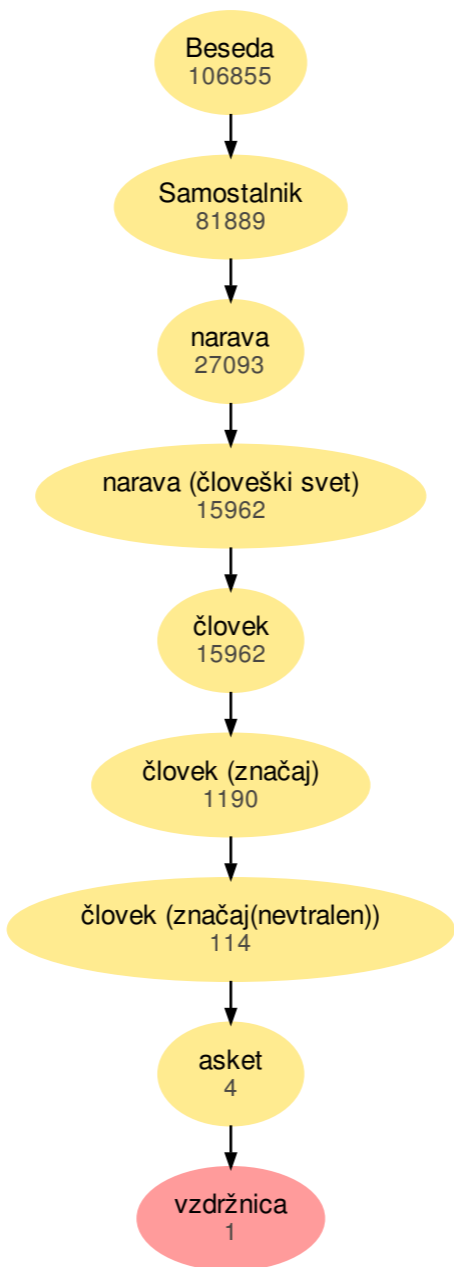 Beseda
106855
Samostalnik
81889
narava
27093
narava (človeški svet)
15962
človek
15962
človek (značaj)
1190
človek (značaj(nevtralen))
114
asket
4
vzdržnica
1